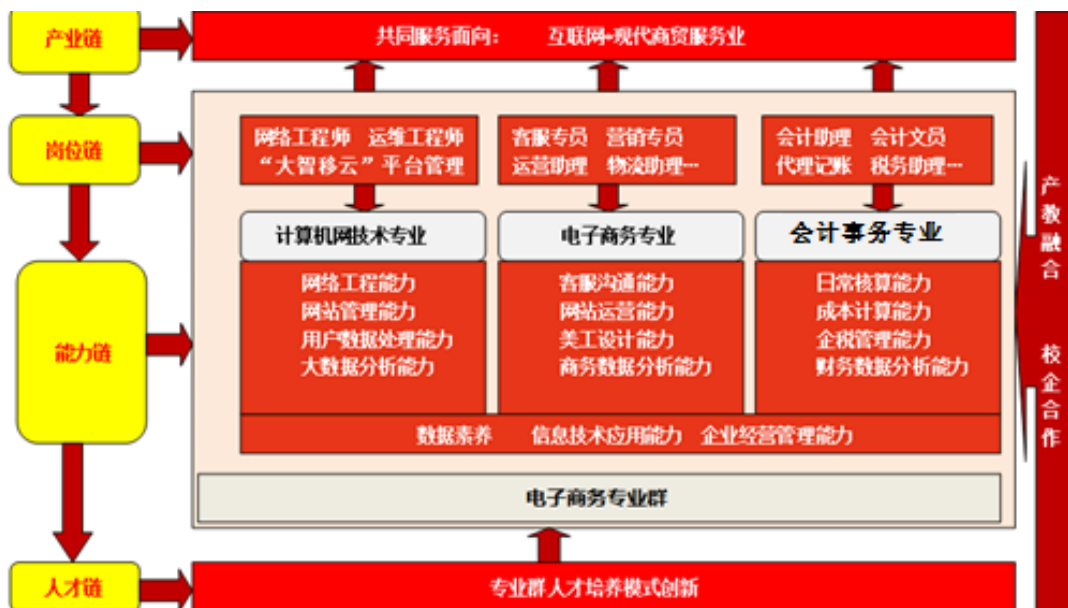 产业链
共同服务面向： 互联网+现代商贸服务业
岗位链
网络工程师 运维工程师
“大智移云”平台管理
客服专员 营销专员
运营助理 物流助理…
会计助理 会计文员
代理记账 税务助理…
计算机网技术专业
电子商务专业
会计事务专业
能力链
网络工程能力
网站管理能力
用户数据处理能力
大数据分析能力
客服沟通能力
网站运营能力
美工设计能力
商务数据分析能力
日常核算能力
成本计算能力
企税管理能力
财务数据分析能力
数据素养 信息技术应用能力 企业经营管理能力
电子商务专业群
人才链
专业群人才培养模式创新
产教融合
校企合作